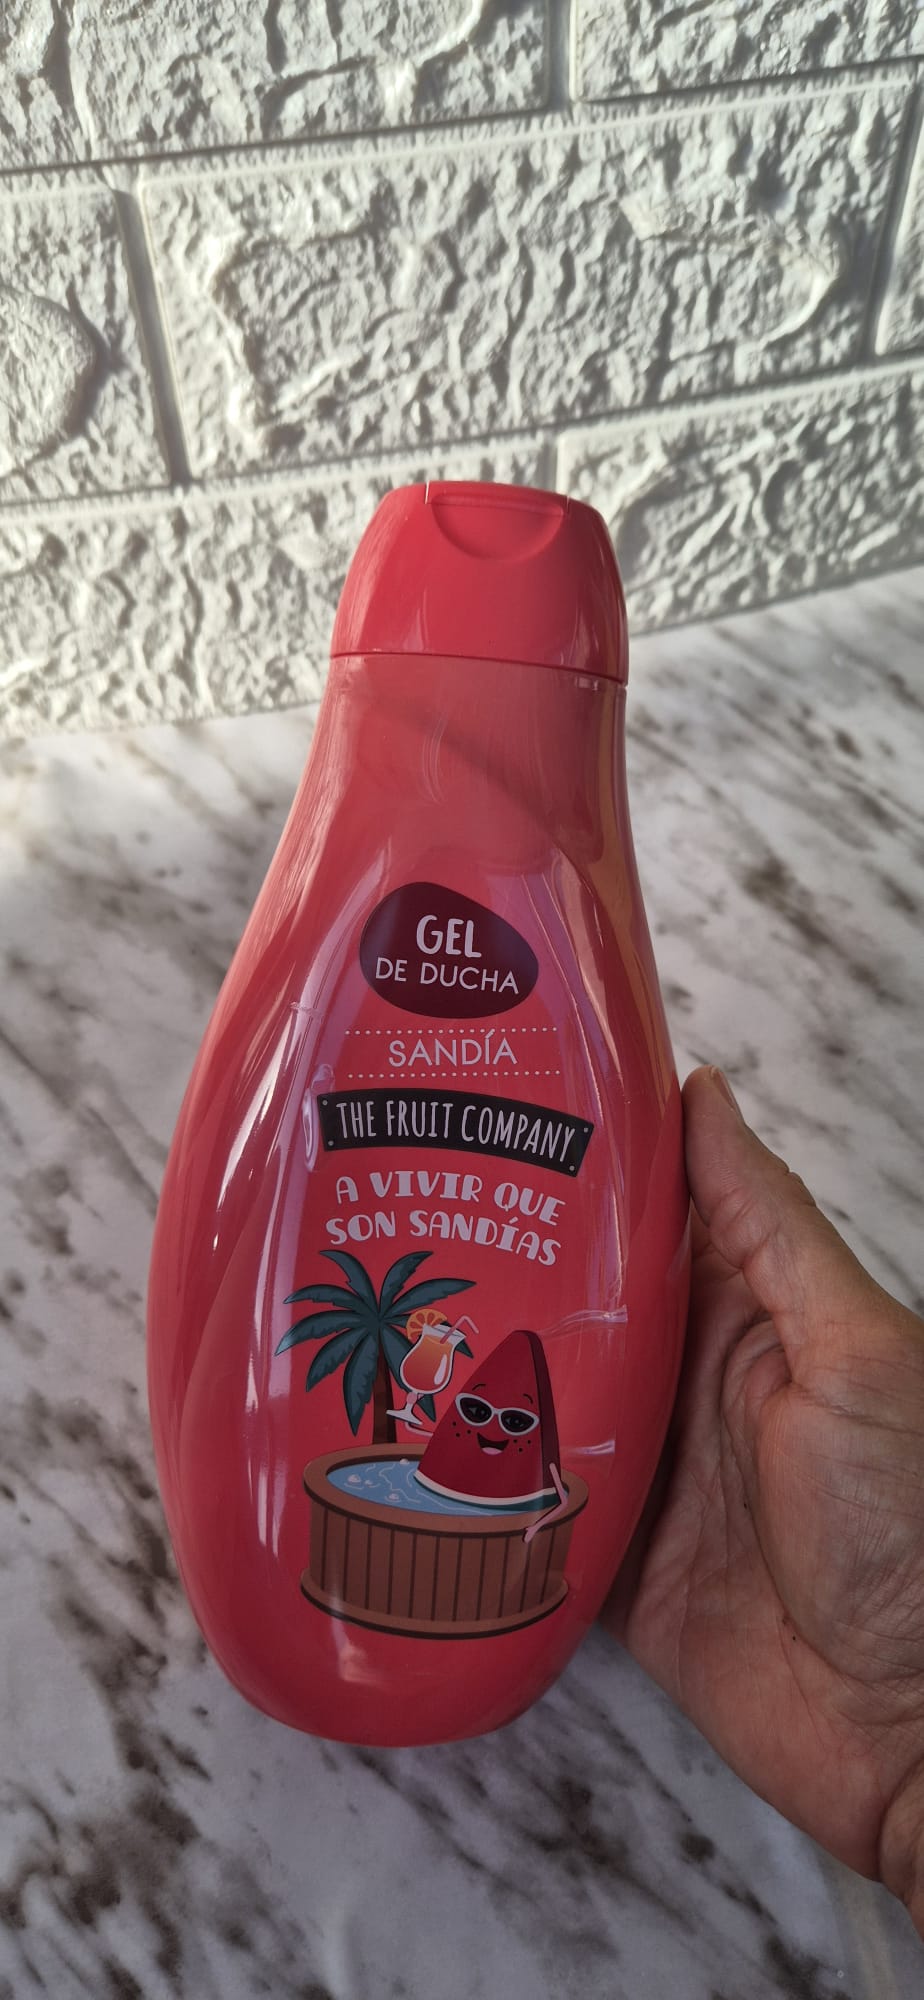 GEL
DE DUCHA
SANDÍA
THE FRUIT COMPANY
A VIVIR QUE
SON SANDÍAS